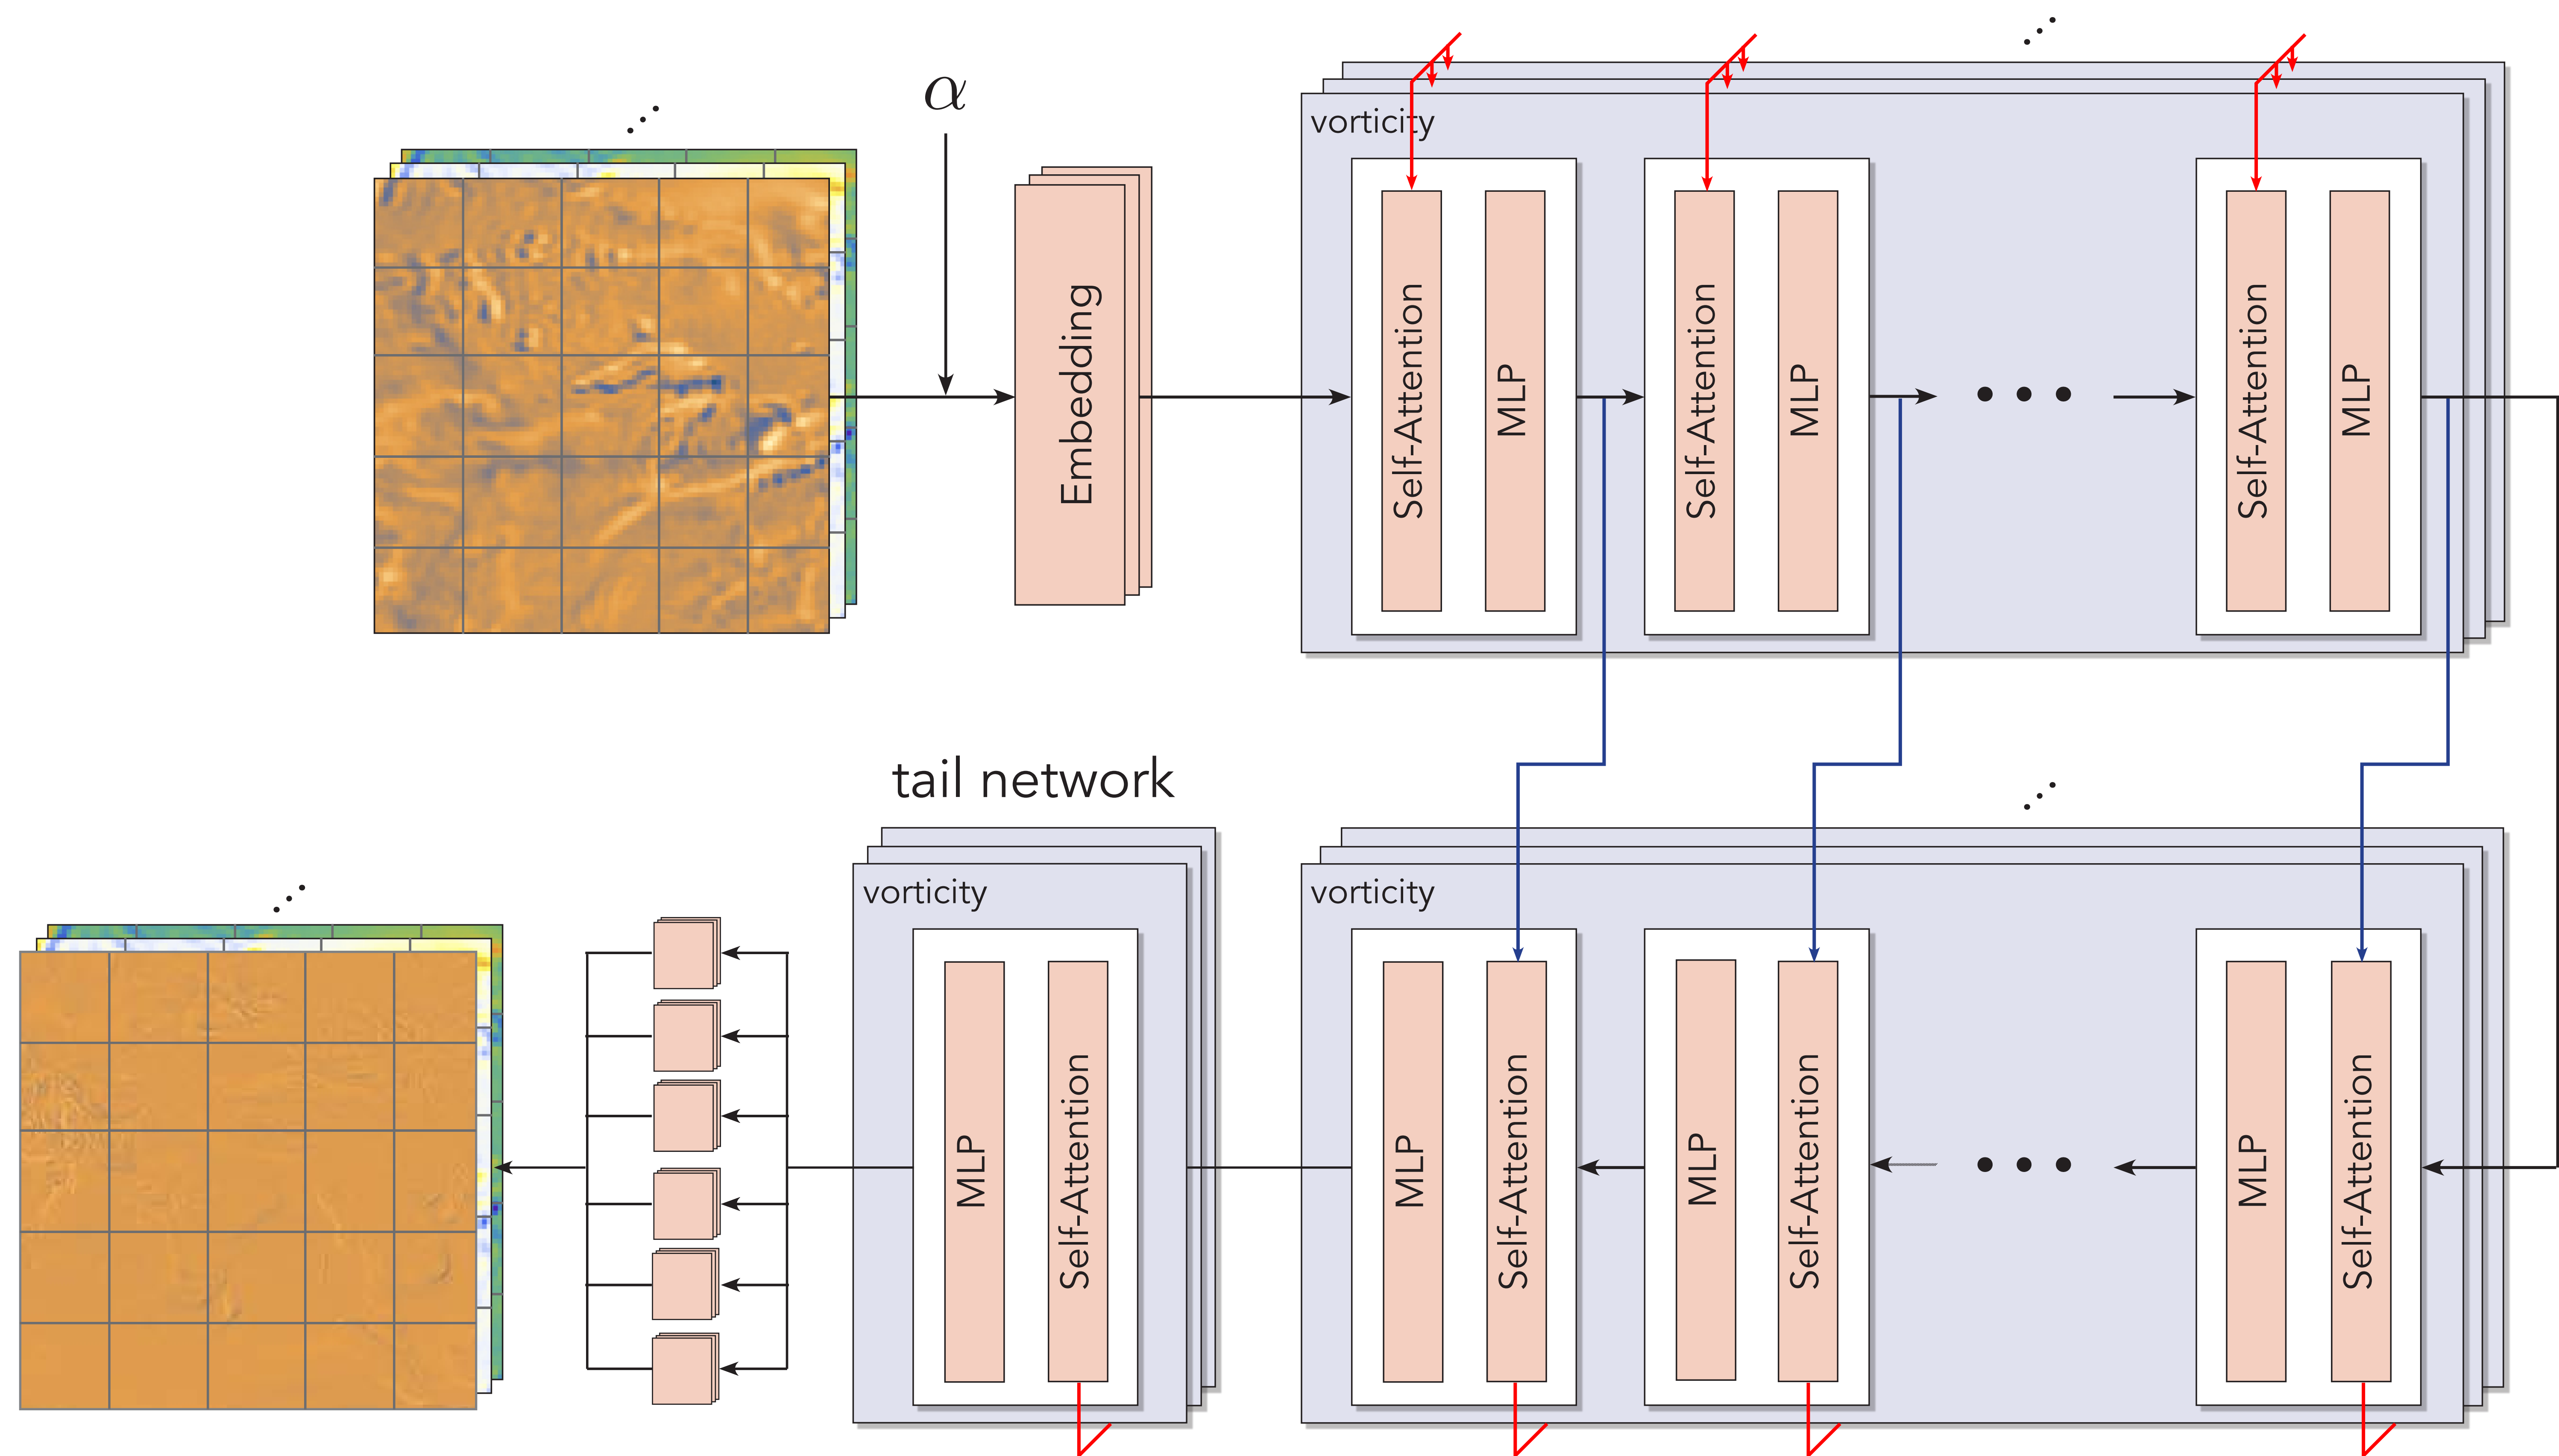 α
vorticity
Embedding
Self-Attention
MLP
Self-Attention
MLP
Self-Attention
MLP
tail network
vorticity
MLP
Self-Attention
vorticity
MLP
Self-Attention
MLP
Self-Attention
MLP
Self-Attention